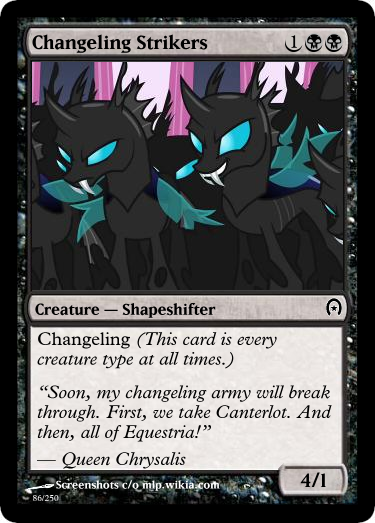 Changeling Strikers 1
Creature — Shapeshifter
Changeling (This card is every
creature type at all times.)
“Soon, my changeling army will break
through. First, we take Canterlot. And
then, all of Equestria!”
— Queen Chrysalis
4/1
Screenshots c/o mlp.wikia.com
86/250